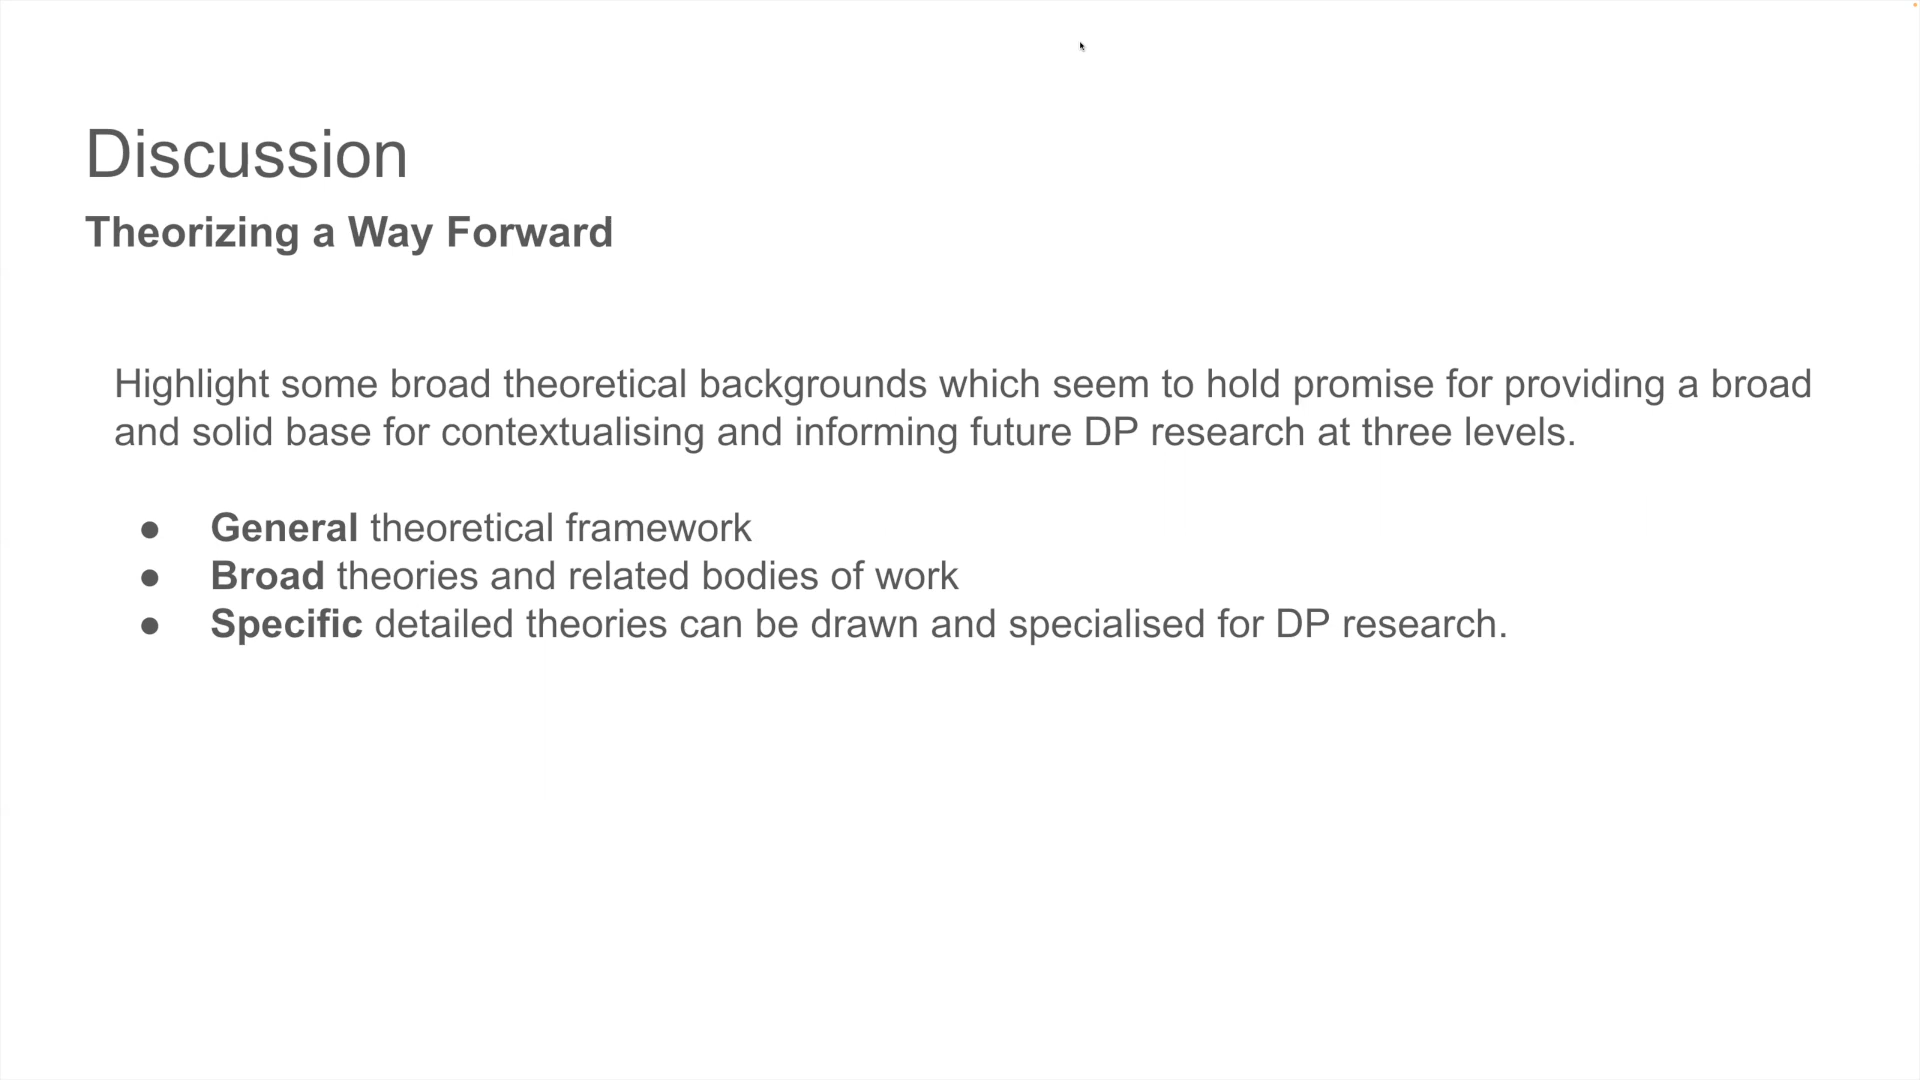 Discussion
Theorizing a Way Forward
Highlight some broad theoretical backgrounds which seem to hold promise for providing a broad
and solid base for contextualising and informing future DP research at three levels.
● General theoretical framework
● Broad theories and related bodies of work
● Specific detailed theories can be drawn and specialised for DP research.